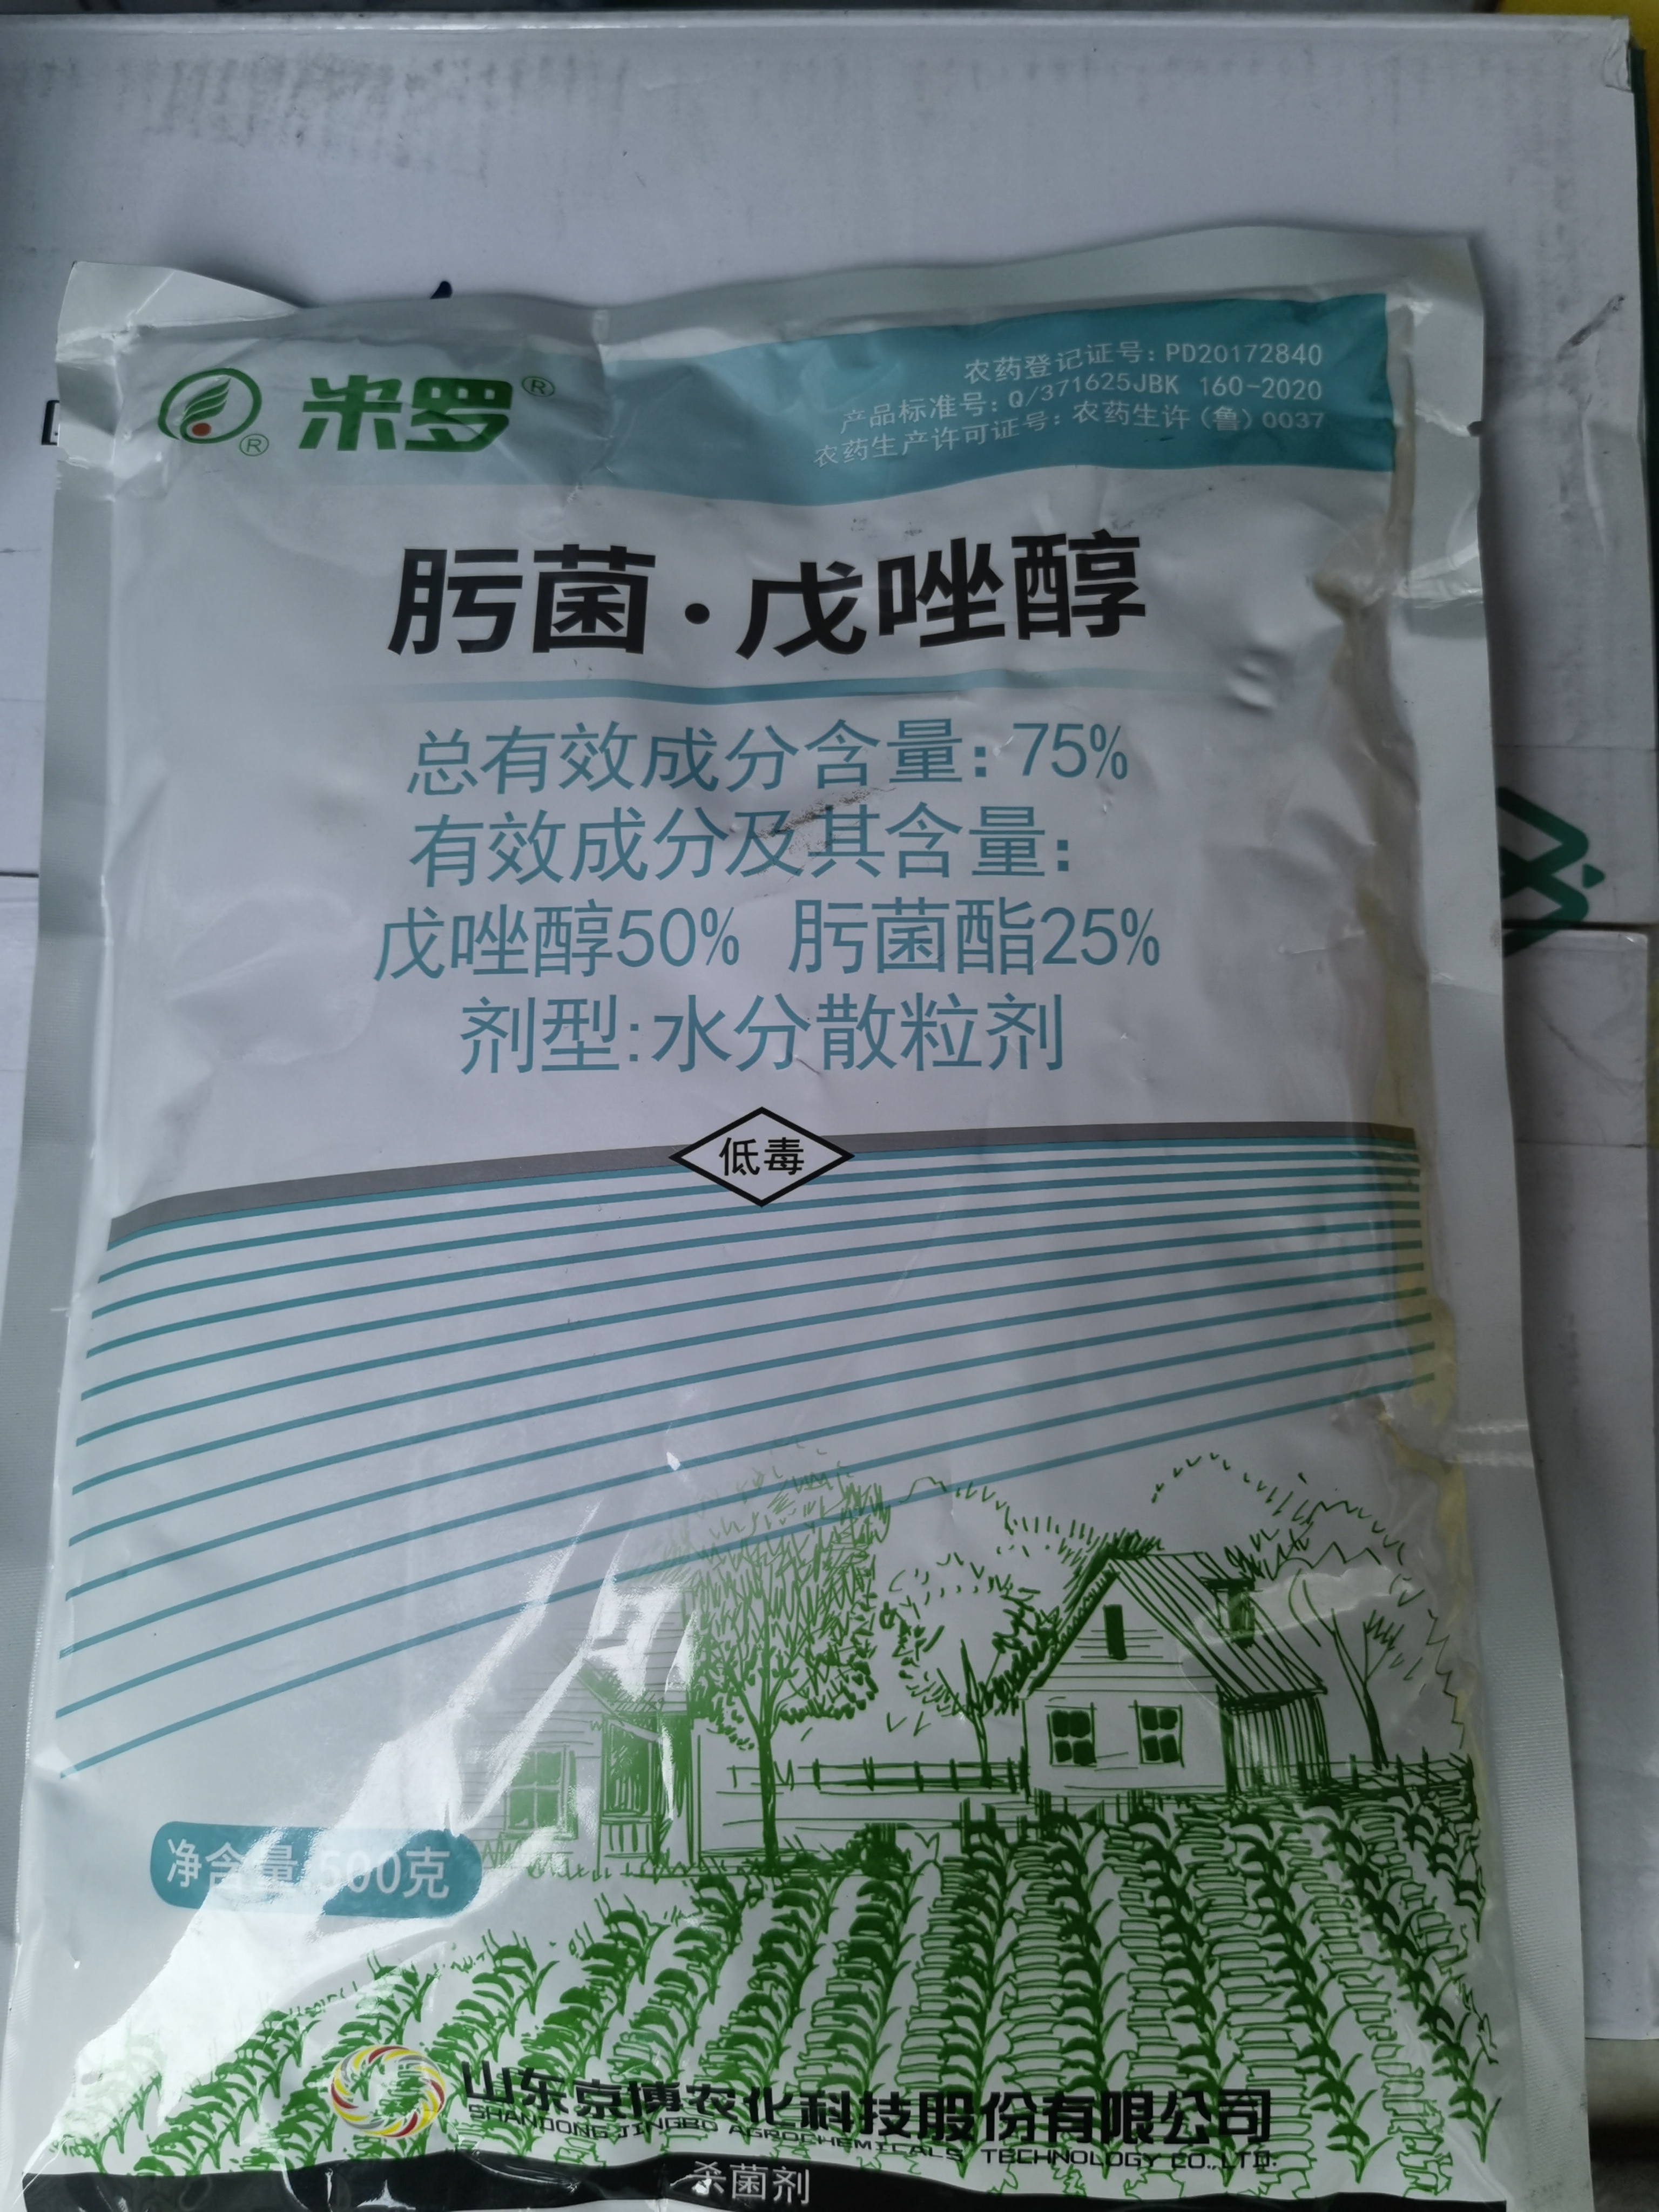 米罗®
®
农药登记证号：PD20172840
产品标准号：Q/371625JBK 160-2020
农药生产许可证号：农药生许（鲁）0037
肟菌·戊唑醇
总有效成分含量：75%
有效成分及其含量：
戊唑醇50% 肟菌酯25%
剂型：水分散粒剂
低毒
净含量 500克
山东京博农化科技股份有限公司
SHANDONG JINGBO AGROCHEMICALS TECHNOLOGY CO.,LTD.
杀菌剂